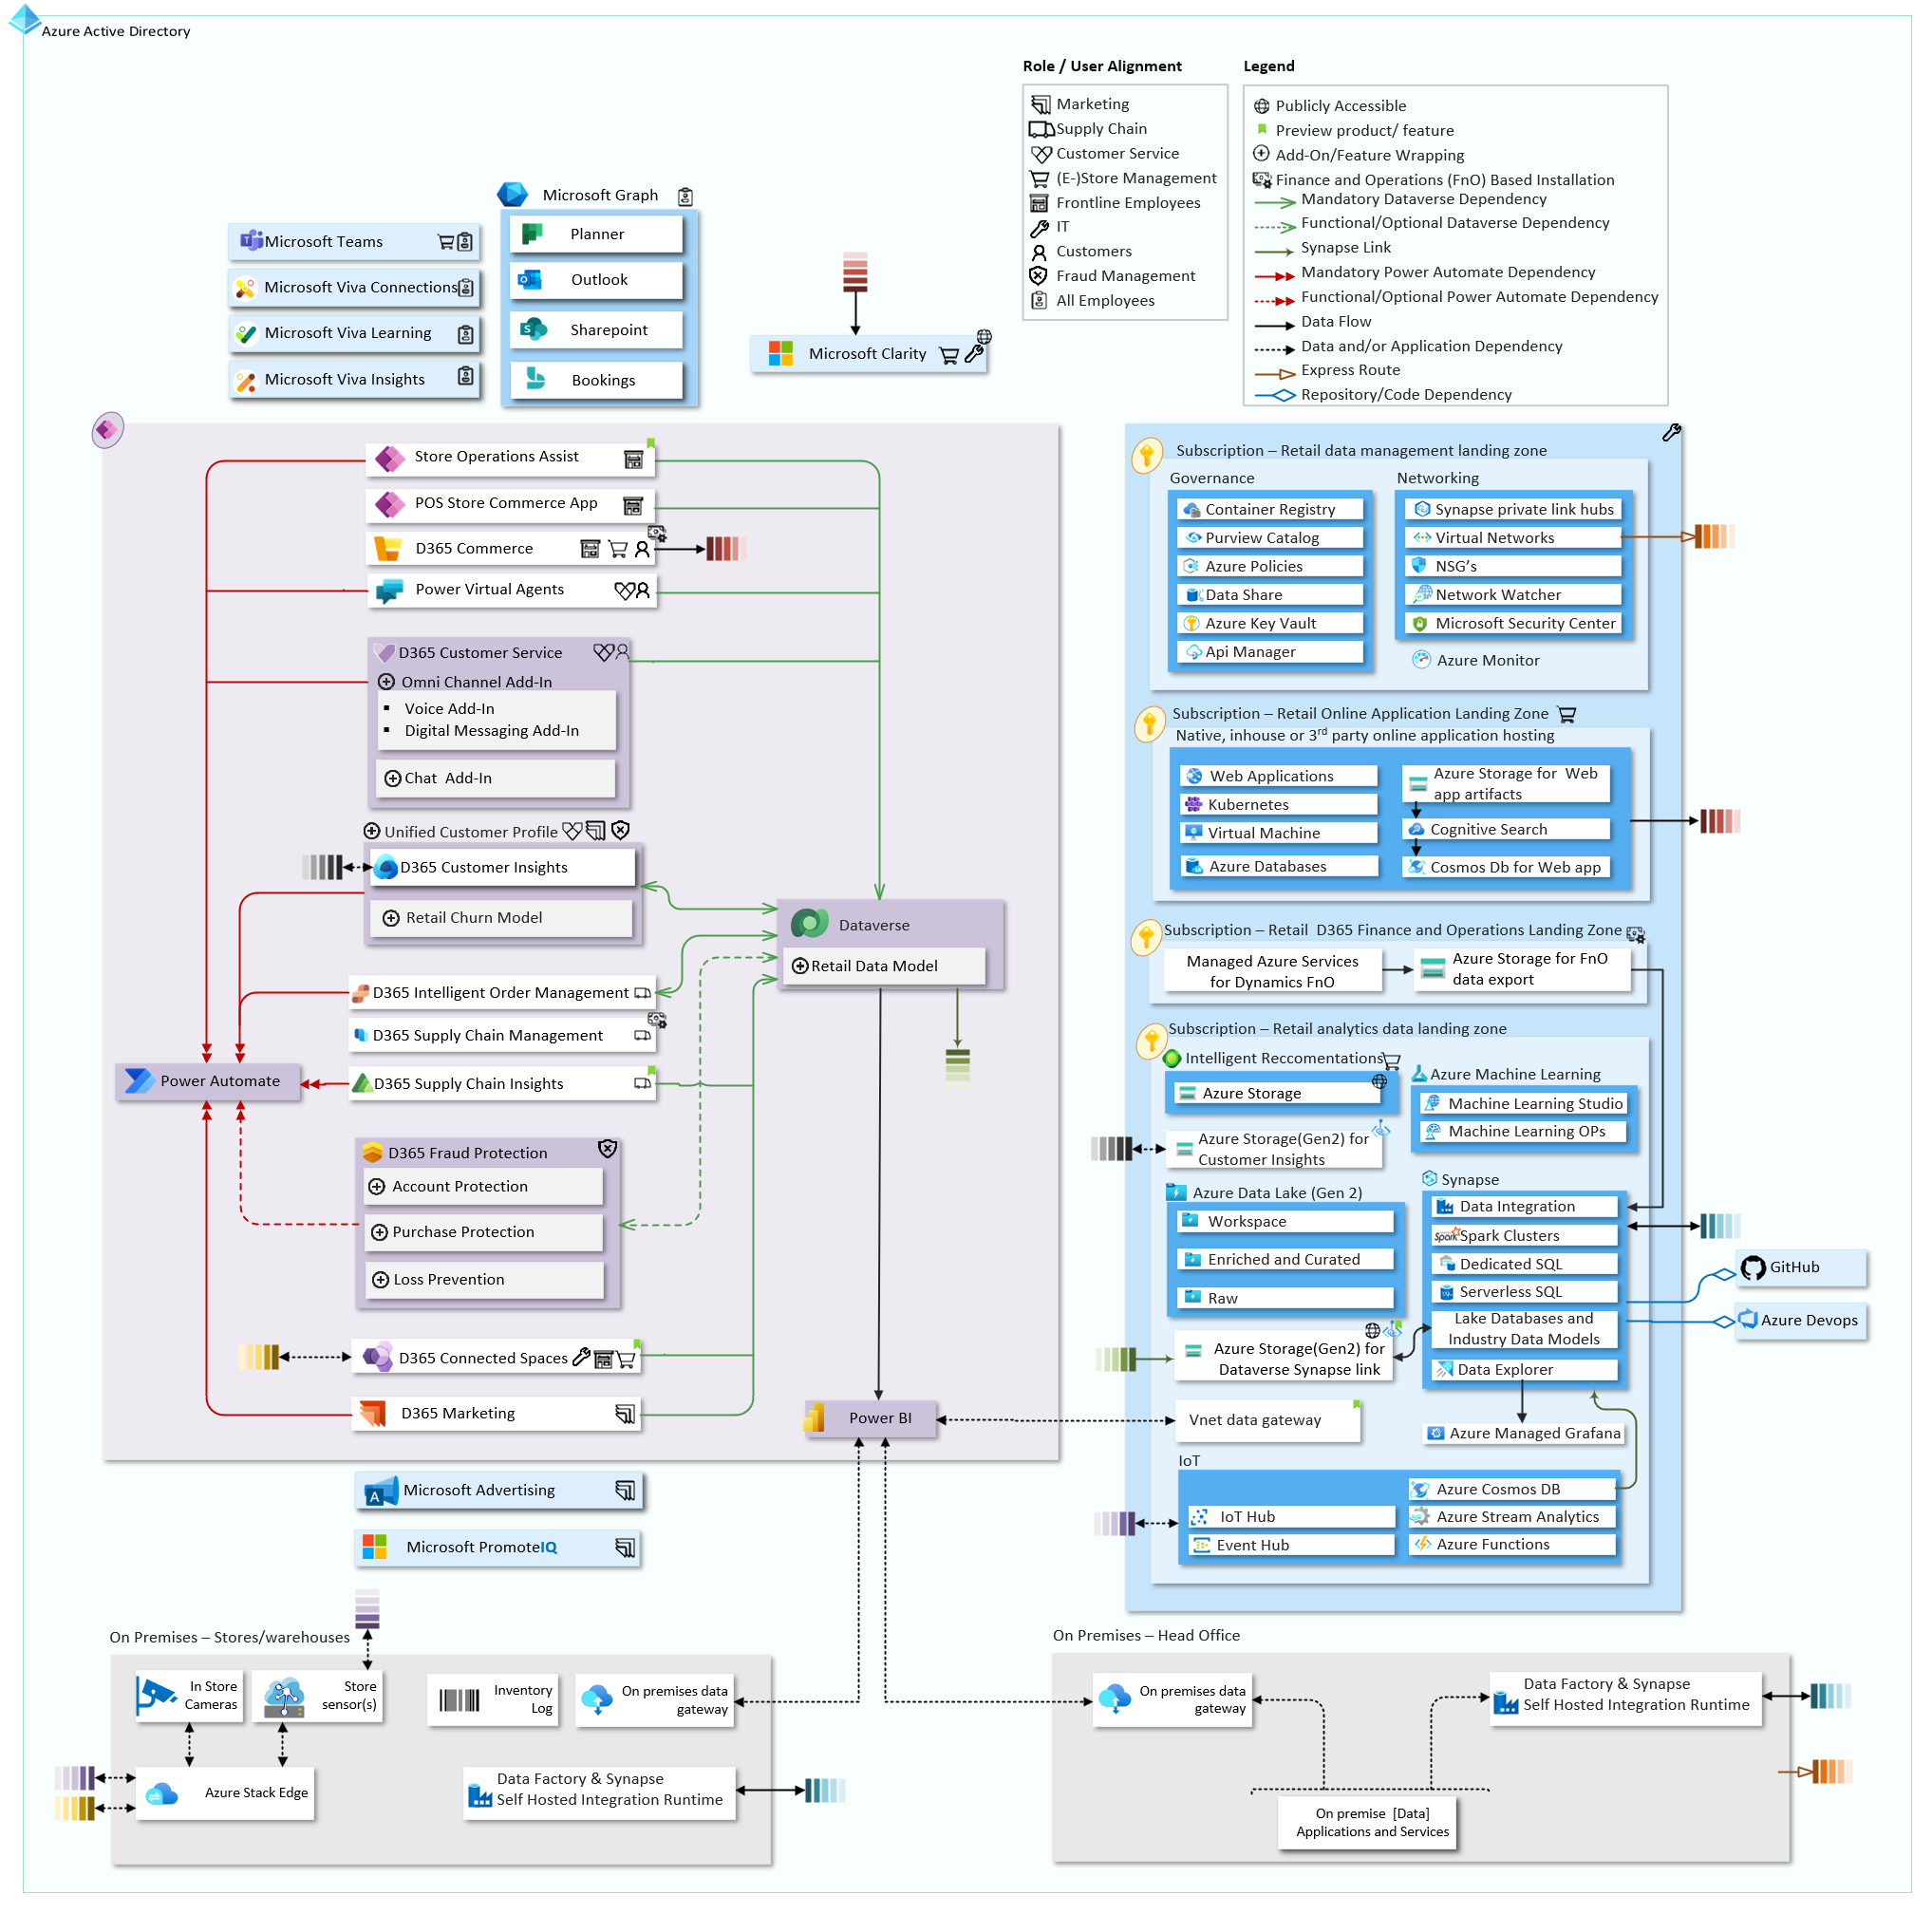 Azure Active Directory
Role / User Alignment
Marketing
Supply Chain
Customer Service
(E-)Store Management
Frontline Employees
IT
Customers
Fraud Management
All Employees
Legend
Publicly Accessible
Preview product/ feature
Add-On/Feature Wrapping
Finance and Operations (FnO) Based Installation
Mandatory Dataverse Dependency
Functional/Optional Dataverse Dependency
Synapse Link
Mandatory Power Automate Dependency
Functional/Optional Power Automate Dependency
Data Flow
Data and/or Application Dependency
Express Route
Repository/Code Dependency
Microsoft Teams
Microsoft Viva Connections
Microsoft Viva Learning
Microsoft Viva Insights
Microsoft Graph
Planner
Outlook
Sharepoint
Bookings
Microsoft Clarity
Store Operations Assist
POS Store Commerce App
D365 Commerce
Power Virtual Agents
D365 Customer Service
Omni Channel Add-In
▪ Voice Add-In
▪ Digital Messaging Add-In
Chat Add-In
Unified Customer Profile
D365 Customer Insights
Retail Churn Model
Dataverse
Retail Data Model
D365 Intelligent Order Management
D365 Supply Chain Management
Power Automate
D365 Supply Chain Insights
D365 Fraud Protection
Account Protection
Purchase Protection
Loss Prevention
D365 Connected Spaces
D365 Marketing
Power BI
Microsoft Advertising
Microsoft PromoteIQ
Subscription – Retail data management landing zone
Governance
Container Registry
Purview Catalog
Azure Policies
Data Share
Azure Key Vault
Api Manager
Networking
Synapse private link hubs
Virtual Networks
NSG's
Network Watcher
Microsoft Security Center
Azure Monitor
Subscription – Retail Online Application Landing Zone
Native, inhouse or 3rd party online application hosting
Web Applications
Kubernetes
Virtual Machine
Azure Databases
Azure Storage for Web
app artifacts
Cognitive Search
Cosmos Db for Web app
Subscription – Retail D365 Finance and Operations Landing Zone
Managed Azure Services
for Dynamics FnO
Azure Storage for FnO
data export
Subscription – Retail analytics data landing zone
Intelligent Reccomentations
Azure Storage
Azure Machine Learning
Machine Learning Studio
Machine Learning OPs
Azure Storage(Gen2) for
Customer Insights
Azure Data Lake (Gen 2)
Workspace
Enriched and Curated
Raw
Synapse
Data Integration
Spark
Spark Clusters
Dedicated SQL
Serverless SQL
Lake Databases and
Industry Data Models
Data Explorer
GitHub
Azure Devops
Azure Storage(Gen2) for
Dataverse Synapse link
Vnet data gateway
Azure Managed Grafana
IoT
IoT Hub
Event Hub
Azure Cosmos DB
Azure Stream Analytics
Azure Functions
On Premises – Stores/warehouses
In Store
Cameras
Store
sensor(s)
Inventory
Log
On premises data
gateway
Azure Stack Edge
Data Factory & Synapse
Self Hosted Integration Runtime
On Premises – Head Office
On premises data
gateway
Data Factory & Synapse
Self Hosted Integration Runtime
On premise [Data]
Applications and Services